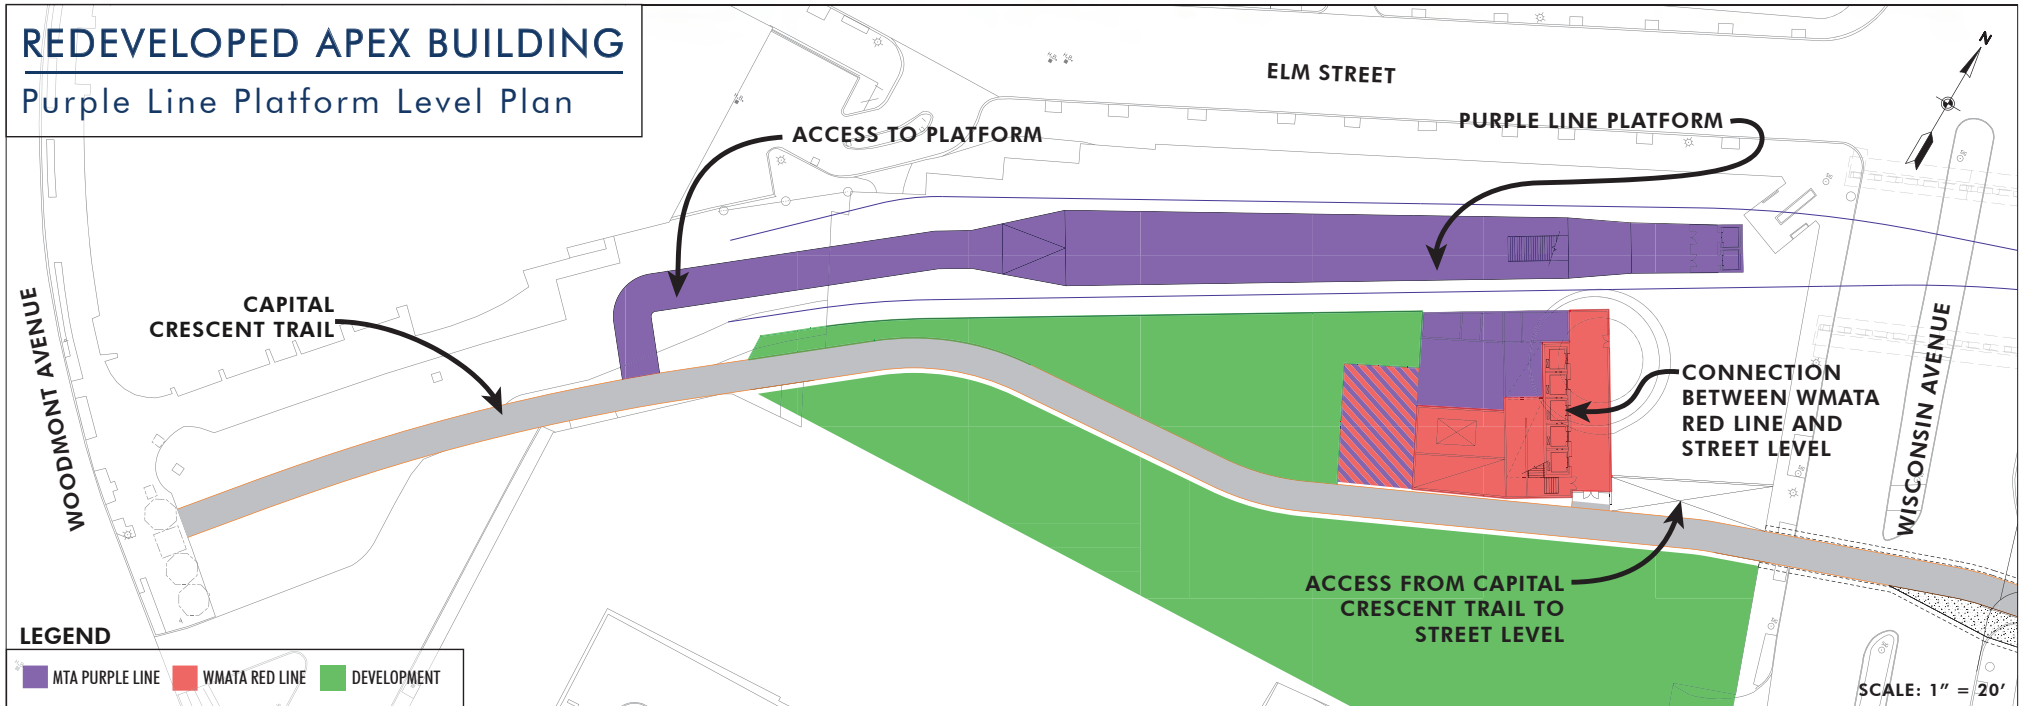 REDEVELOPED APEX BUILDING
Purple Line Platform Level Plan
ELM STREET
N
ACCESS TO PLATFORM
PURPLE LINE PLATFORM
CAPITAL
CRESCENT TRAIL
WOODMONT AVENUE
WISCONSIN AVENUE
CONNECTION
BETWEEN WMATA
RED LINE AND
STREET LEVEL
ACCESS FROM CAPITAL
CRESCENT TRAIL TO
STREET LEVEL
LEGEND
MTA PURPLE LINE
WMATA RED LINE
DEVELOPMENT
SCALE: 1" = 20'